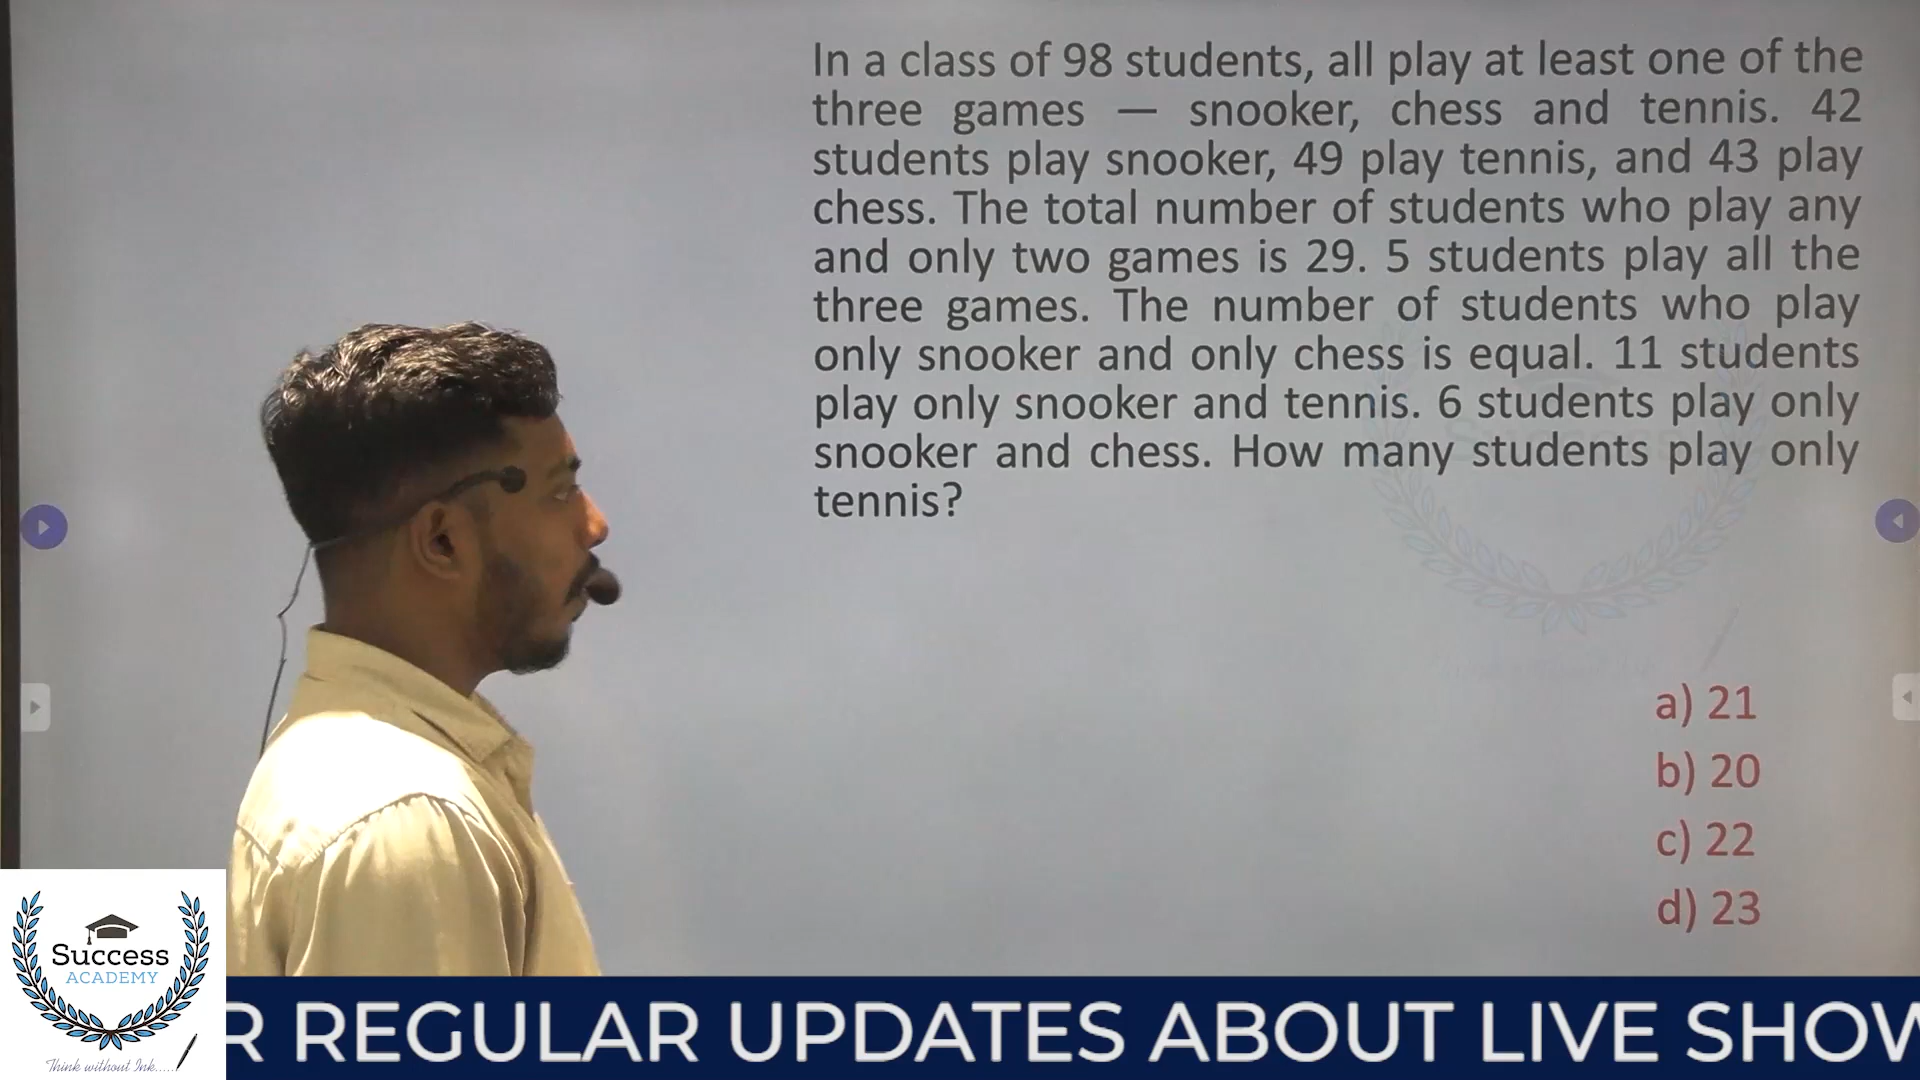 In a class of 98 students, all play at least one of the
three games — snooker, chess and tennis. 42
students play snooker, 49 play tennis, and 43 play
chess. The total number of students who play any
and only two games is 29. 5 students play all the
three games. The number of students who play
only snooker and only chess is equal. 11 students
play only snooker and tennis. 6 students play only
snooker and chess. How many students play only
tennis?
a) 21
b) 20
c) 22
d) 23
Success
ACADEMY
Think without Ink......
R REGULAR UPDATES ABOUT LIVE SHOW